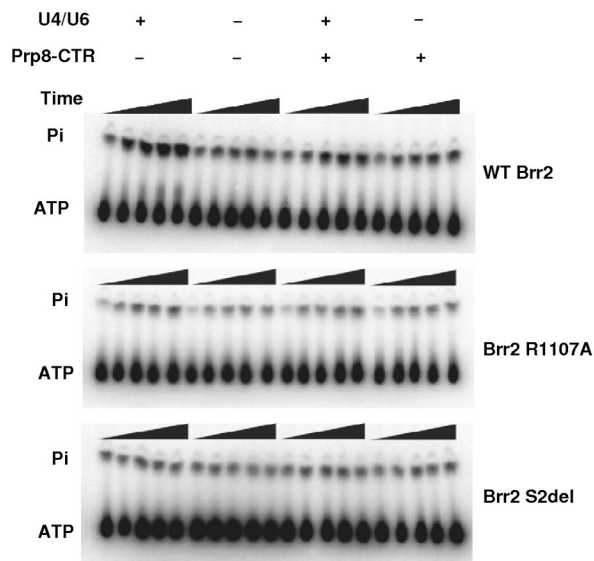 U4/U6 + – + –
Prp8-CTR – – + +
Time
Pi
ATP
WT Brr2
Pi
ATP
Brr2 R1107A
Pi
ATP
Brr2 S2del